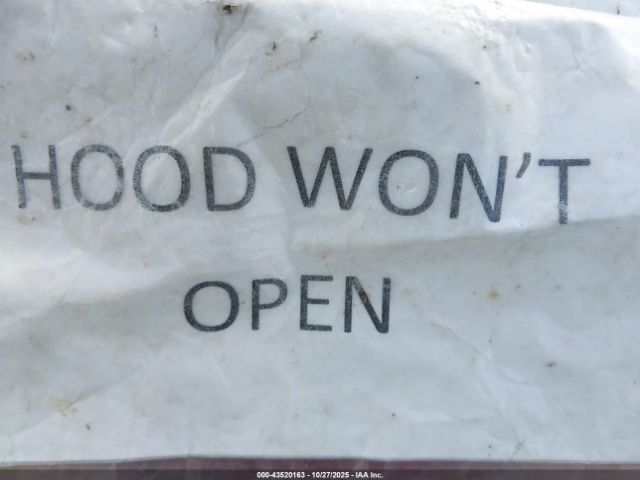 HOOD WON'T
OPEN
000-43520163 - 10/27/2025 - IAA Inc.